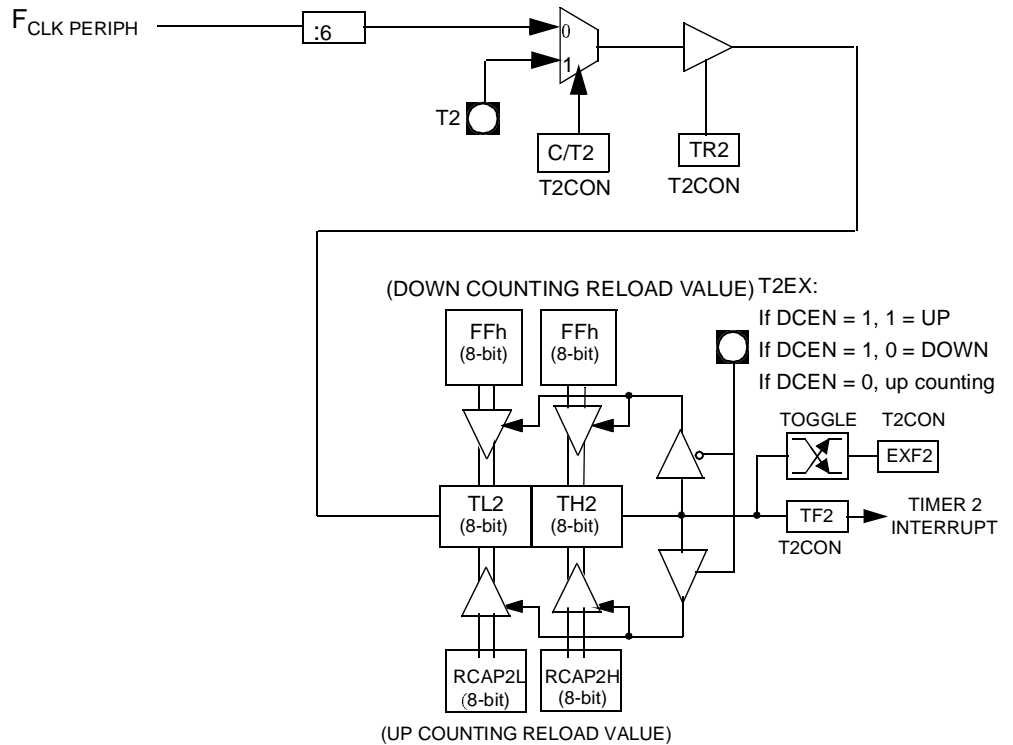 F CLK PERIPH
:6
0
1
T2
C/T2
T2CON
TR2
T2CON
(DOWN COUNTING RELOAD VALUE)
T2EX:
If DCEN = 1, 1 = UP
If DCEN = 1, 0 = DOWN
If DCEN = 0, up counting
FFh
(8-bit)
FFh
(8-bit)
TOGGLE
T2CON
EXF2
TL2
(8-bit)
TH2
(8-bit)
TF2
T2CON
TIMER 2
INTERRUPT
RCAP2L
(8-bit)
RCAP2H
(8-bit)
(UP COUNTING RELOAD VALUE)